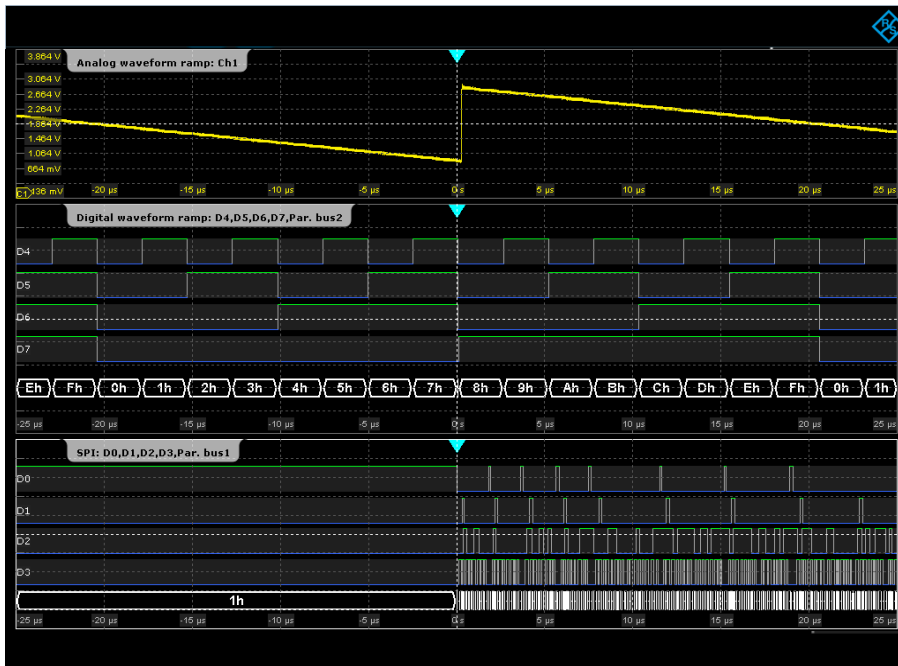 R S
3.864 V
Analog waveform ramp: Ch1
3.064 V
2.664 V
2.264 V
1.864 V
1.464 V
1.064 V
664 mV
C1 136 mV -20 µs -15 µs -10 µs -5 µs 0 s 5 µs 10 µs 15 µs 20 µs 25 µs
Digital waveform ramp: D4,D5,D6,D7,Par. bus2
D4
D5
D6
D7
Eh Fh 0h 1h 2h 3h 4h 5h 6h 7h 8h 9h Ah Bh Ch Dh Eh Fh 0h 1h
-25 µs -20 µs -15 µs -10 µs -5 µs 0 s 5 µs 10 µs 15 µs 20 µs 25 µs
SPI: D0,D1,D2,D3,Par. bus1
D0
D1
D2
D3
1h
-25 µs -20 µs -15 µs -10 µs -5 µs 0 s 5 µs 10 µs 15 µs 20 µs 25 µs